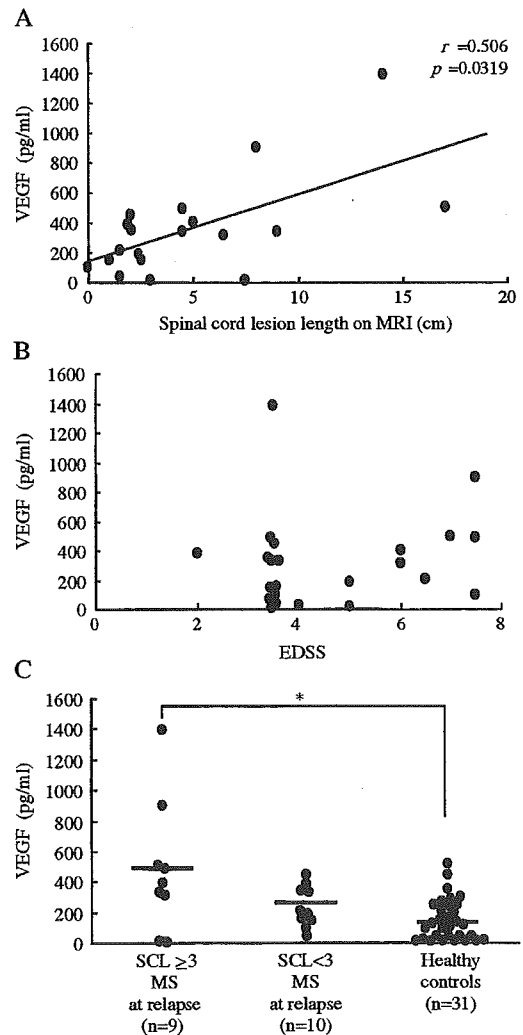 A
r =0.506
p =0.0319
VEGF (pg/ml)
1600
1400
1200
1000
800
600
400
200
0
0 5 10 15 20
Spinal cord lesion length on MRI (cm)
B
VEGF (pg/ml)
1600
1400
1200
1000
800
600
400
200
0
0 2 4 6 8
EDSS
C
*
VEGF (pg/ml)
1600
1400
1200
1000
800
600
400
200
0
SCL ≥3 MS at relapse (n=9)
SCL<3 MS at relapse (n=10)
Healthy controls (n=31)